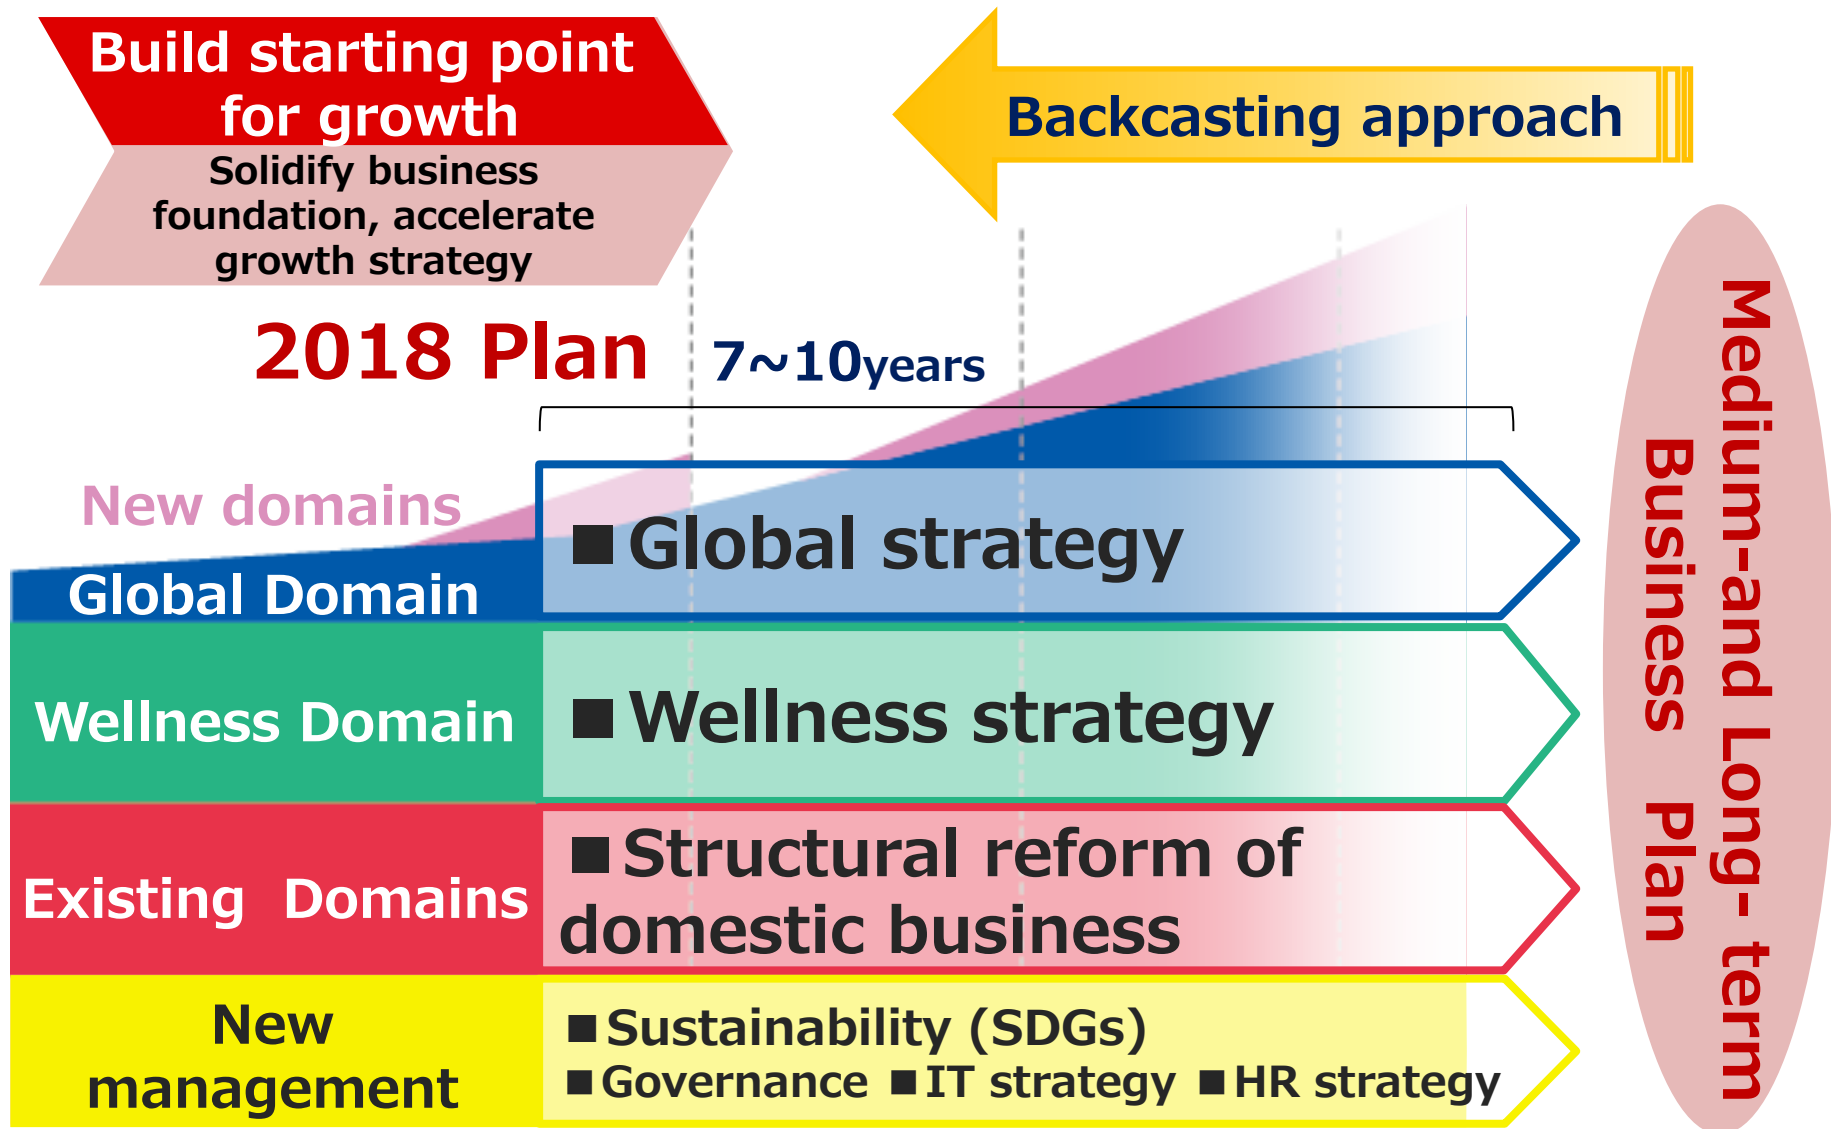 Build starting point
for growth
Solidify business
foundation, accelerate
growth strategy
Backcasting approach
2018 Plan
7~10years
New domains
Global Domain
■Global strategy
Wellness Domain
■Wellness strategy
Existing Domains
■Structural reform of
domestic business
New
management
■Sustainability (SDGs)
■Governance ■IT strategy ■HR strategy
Medium-and Long- term
Business Plan